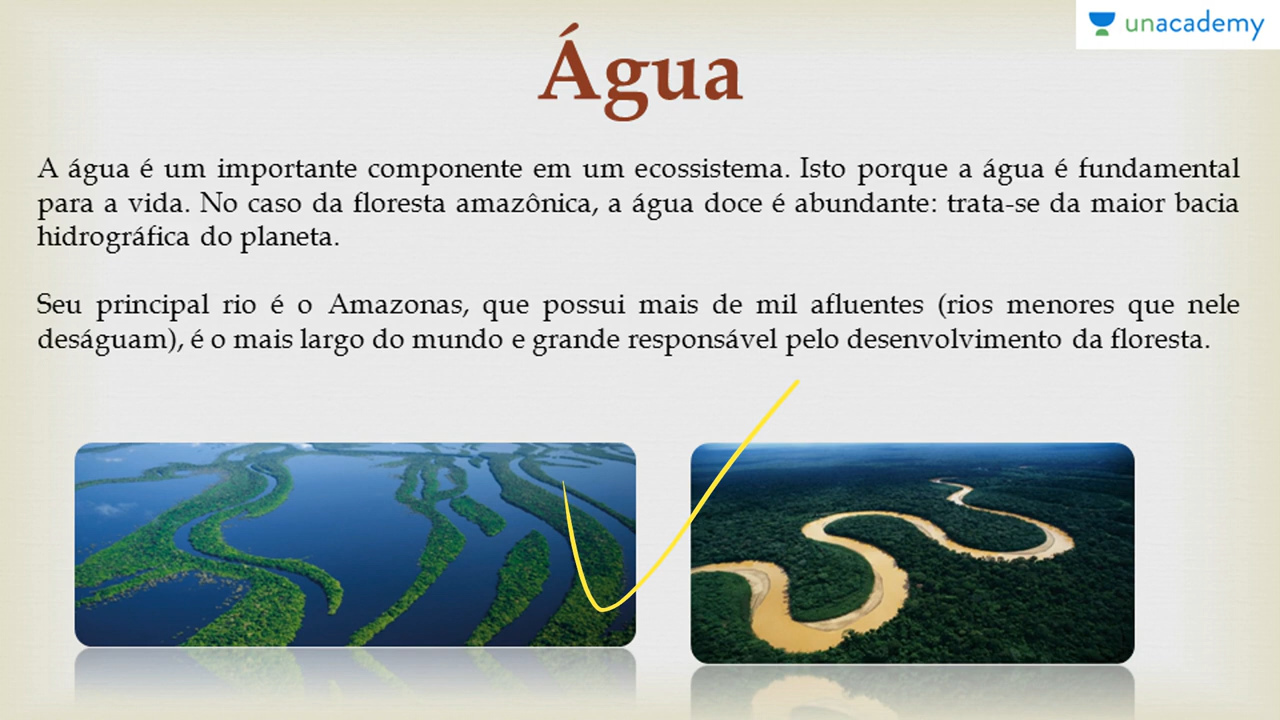 unacademy
Água
A água é um importante componente em um ecossistema. Isto porque a água é fundamental
para a vida. No caso da floresta amazônica, a água doce é abundante: trata-se da maior bacia
hidrográfica do planeta.
Seu principal rio é o Amazonas, que possui mais de mil afluentes (rios menores que nele
deságuam), é o mais largo do mundo e grande responsável pelo desenvolvimento da floresta.